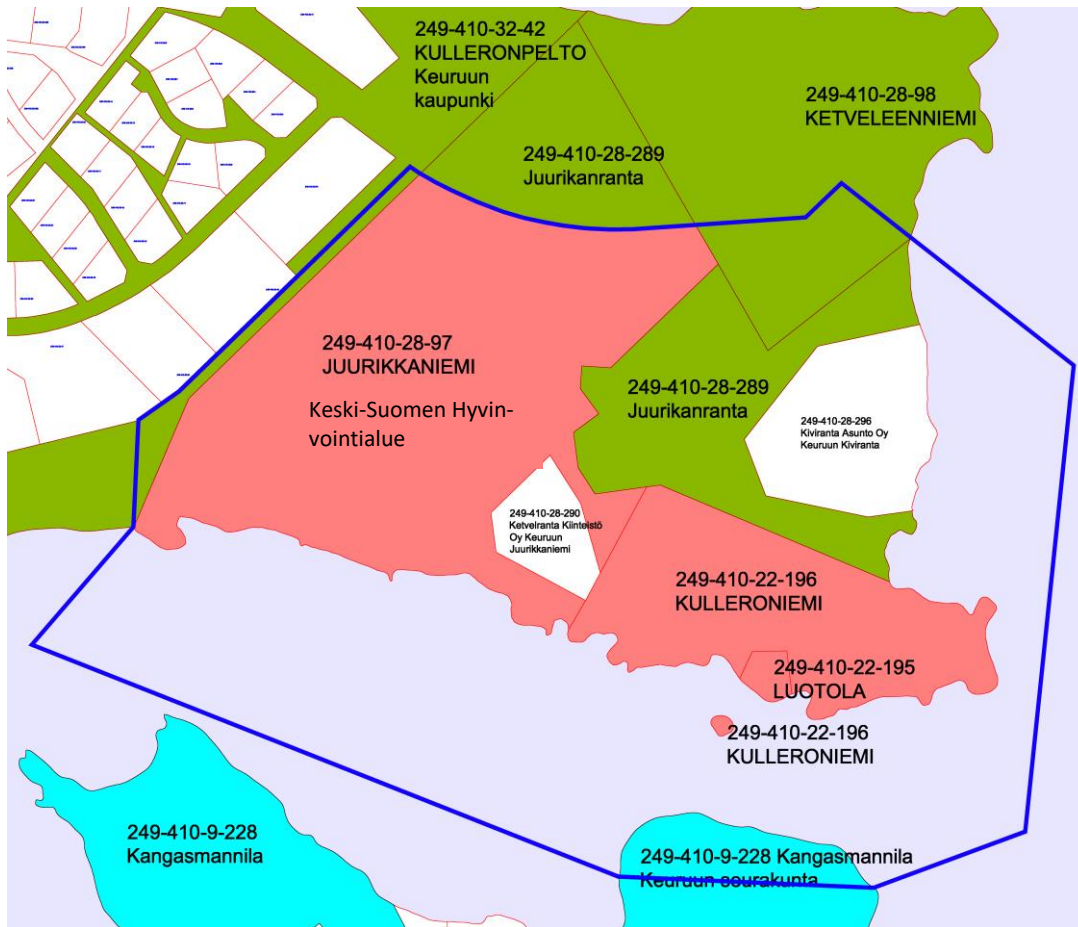 249-410-32-42
KULLERONPELTO
Keuruun
kaupunki
249-410-28-98
KETVELEENNIEMI
249-410-28-289
Juurikanranta
249-410-28-97
JUURIKKANIEMI
Keski-Suomen Hyvin-
vointialue
249-410-28-289
Juurikanranta
249-410-28-296
Kiviranta Asunto Oy
Keuruun Kiviranta
249-410-28-290
Ketvelranta Kiinteistö
Oy Keuruun
Juurikkaniemi
249-410-22-196
KULLERONIEMI
249-410-22-195
LUOTOLA
249-410-22-196
KULLERONIEMI
249-410-9-228
Kangasmannila
249-410-9-228 Kangasmannila
Keuruun seurakunta